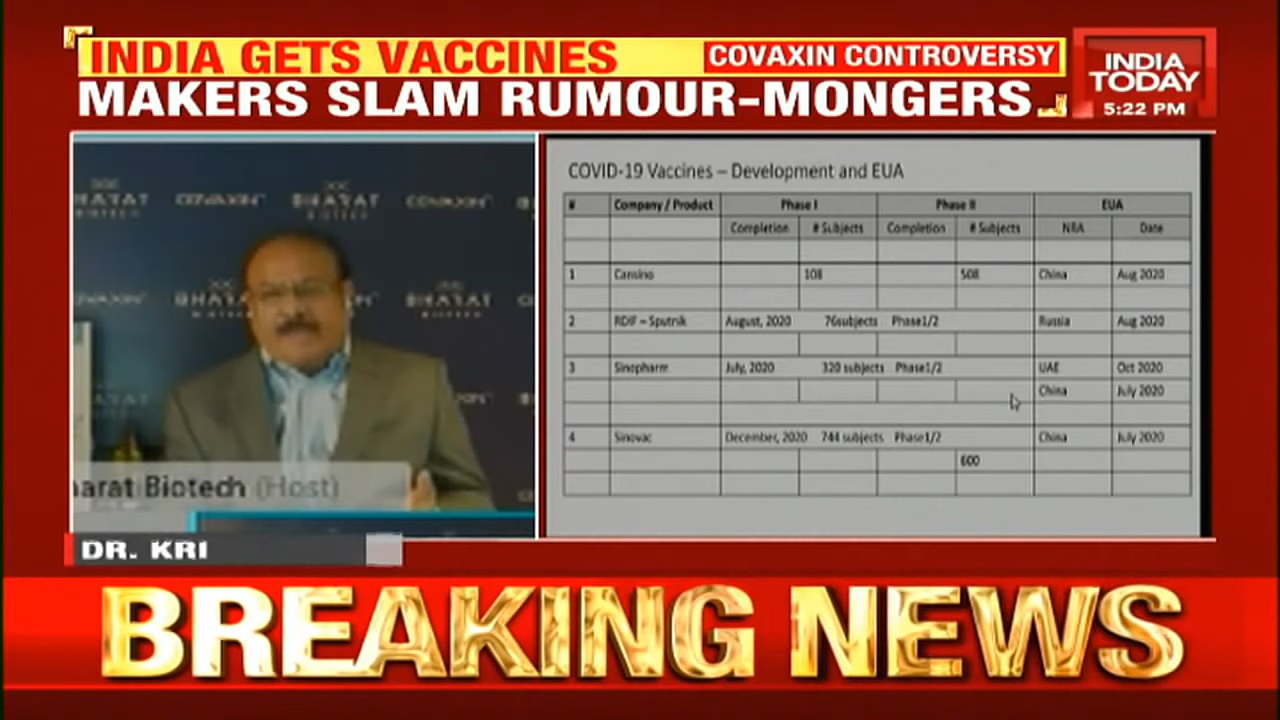 INDIA GETS VACCINES
COVAXIN CONTROVERSY
MAKERS SLAM RUMOUR-MONGERS
INDIA
TODAY
5:22 PM
BHARAT
BIOTECH
COVAXIN
BHARAT
arat Biotech (Host)
DR. KRI
COVID-19 Vaccines – Development and EUA
# Company / Product Phase I Phase II EUA
Completion # Subjects Completion # Subjects NRA Date
1 Cansino 108 508 China Aug 2020
2 RDIF – Sputnik August, 2020 76subjects Phase1/2 Russia Aug 2020
3 Sinopharm July, 2020 320 subjects Phase1/2 UAE Oct 2020
China July 2020
4 Sinovac December, 2020 744 subjects Phase1/2 China July 2020
600
BREAKING NEWS